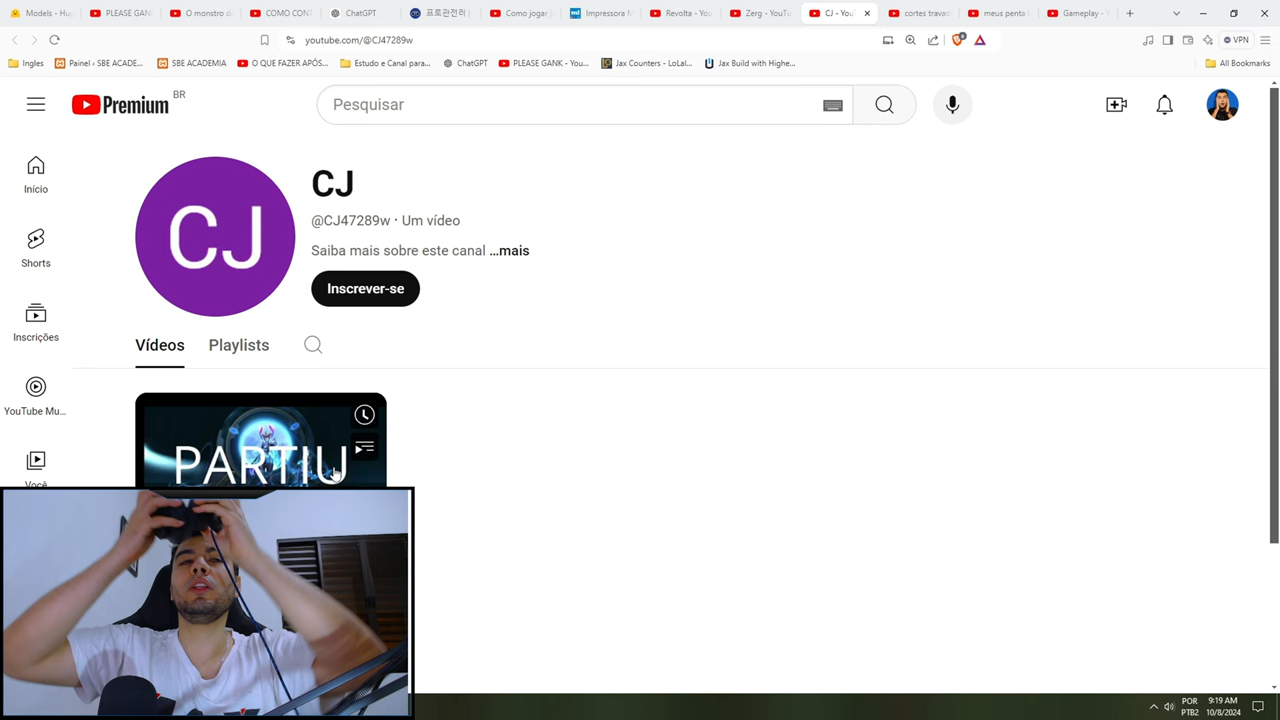 Models - Hug
PLEASE GANK
O monstro d
COMO CONT
ChatGPT
프로관전러 |
Como jogar j
Impressora M
Revolta - You
Zerg - YouTu
CJ - You
cortes travad
meus penta k
Gameplay -
youtube.com/@CJ47289w
VPN
Ingles
Painel ‹ SBE ACADE...
SBE ACADEMIA
O QUE FAZER APÓS...
Estudo e Canal para...
ChatGPT
PLEASE GANK - You...
Jax Counters - LoLal...
Jax Build with Highe...
All Bookmarks
Premium BR
Pesquisar
Início
Shorts
Inscrições
YouTube Mu...
Você
CJ
CJ
@CJ47289w · Um vídeo
Saiba mais sobre este canal ...mais
Inscrever-se
Vídeos
Playlists
PARTIU
POR
PTB2
9:19 AM
10/8/2024